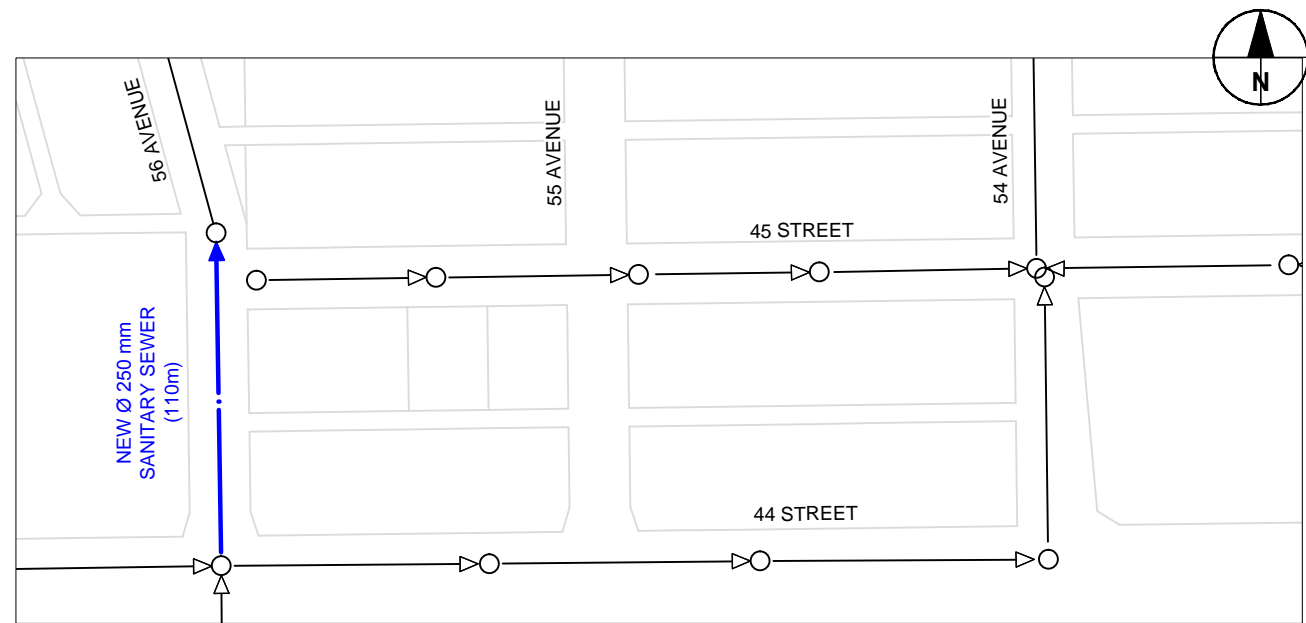 N
56 AVENUE
55 AVENUE
54 AVENUE
45 STREET
NEW Ø 250 mm
SANITARY SEWER
(110m)
44 STREET